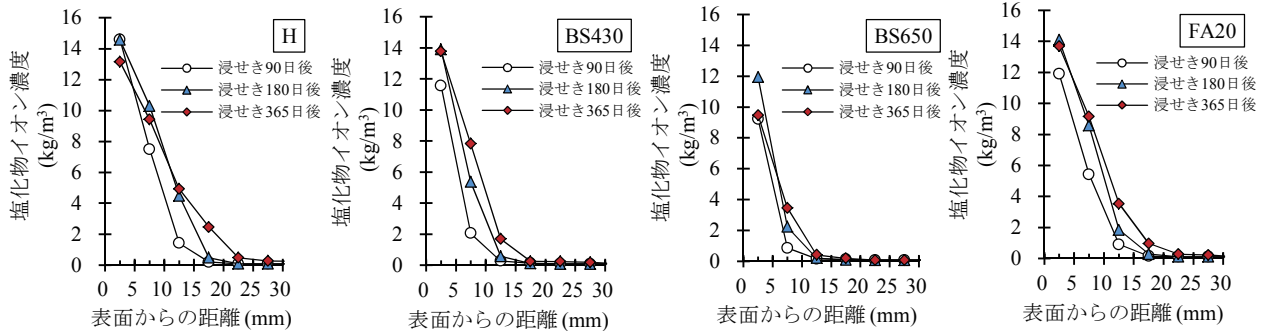 H
浸せき90日後
浸せき180日後
浸せき365日後
塩化物イオン濃度
(kg/m³)
16
14
12
10
8
6
4
2
0
0 5 10 15 20 25 30
表面からの距離 (mm)
BS430
浸せき90日後
浸せき180日後
浸せき365日後
塩化物イオン濃度
(kg/m³)
16
14
12
10
8
6
4
2
0
0 5 10 15 20 25 30
表面からの距離 (mm)
BS650
浸せき90日後
浸せき180日後
浸せき365日後
塩化物イオン濃度
(kg/m³)
16
14
12
10
8
6
4
2
0
0 5 10 15 20 25 30
表面からの距離 (mm)
FA20
浸せき90日後
浸せき180日後
浸せき365日後
塩化物イオン濃度
(kg/m³)
16
14
12
10
8
6
4
2
0
0 5 10 15 20 25 30
表面からの距離 (mm)